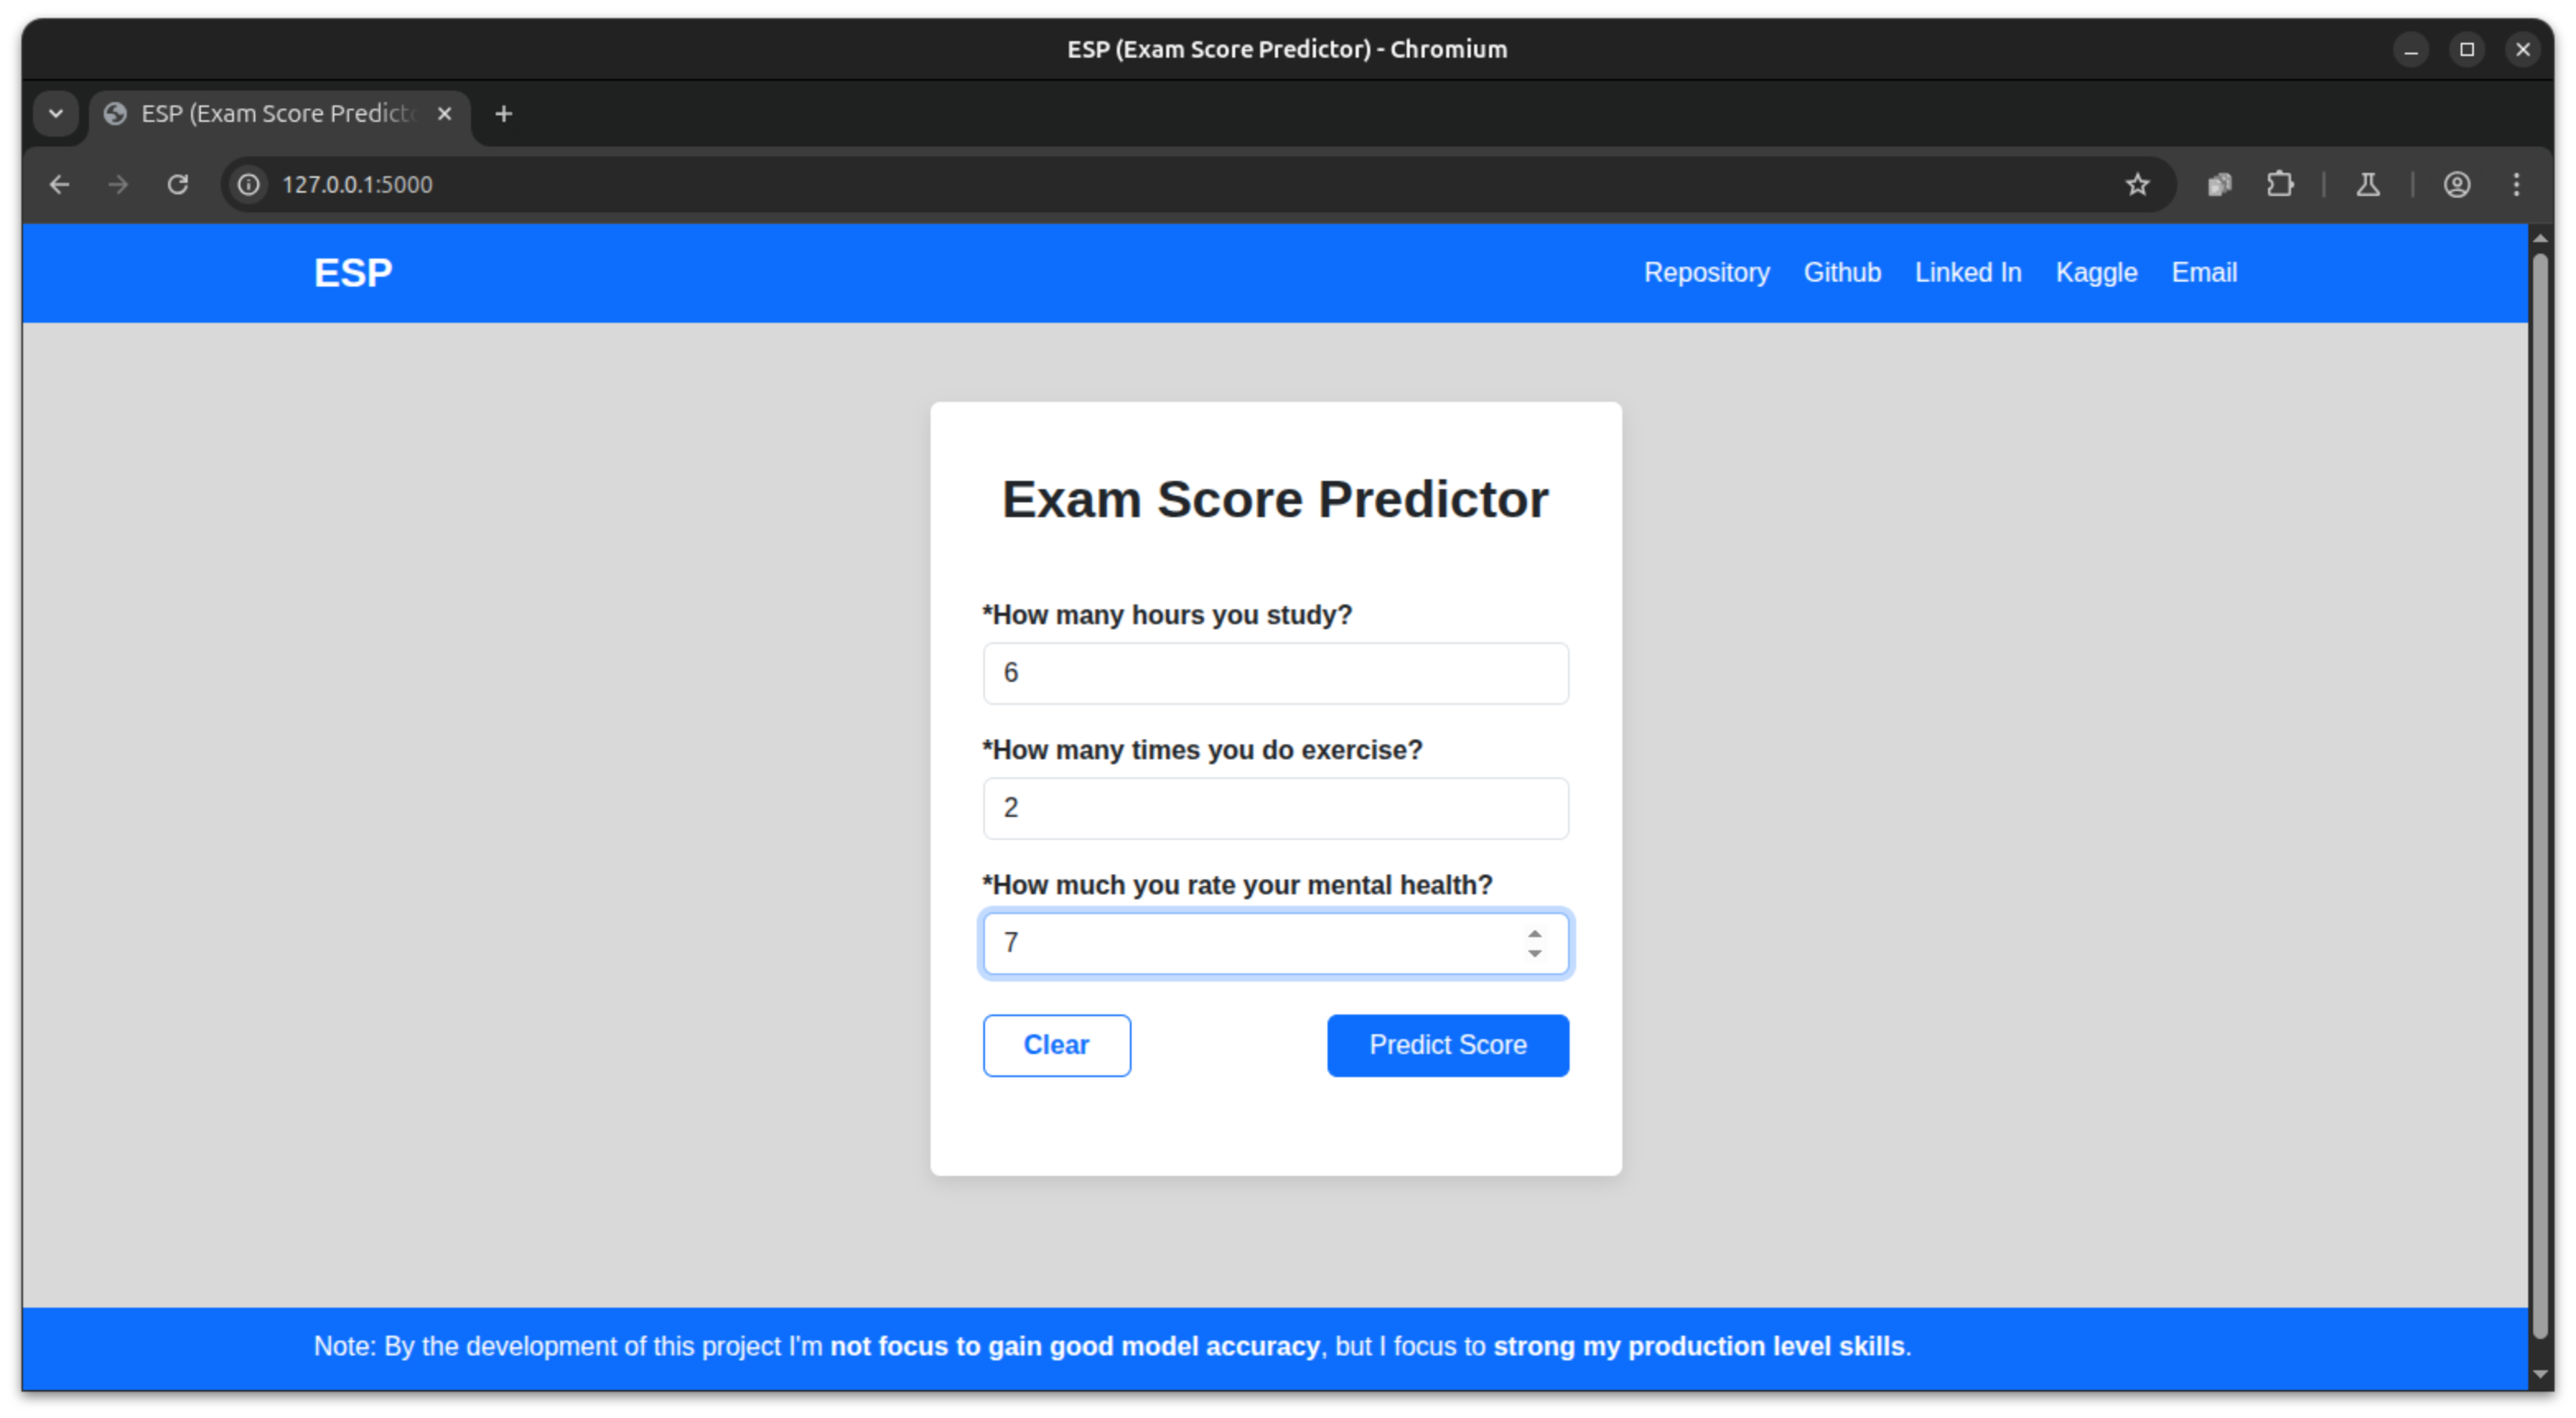 ESP (Exam Score Predictor) - Chromium
ESP (Exam Score Predict
127.0.0.1:5000
ESP
Repository Github Linked In Kaggle Email
Exam Score Predictor
*How many hours you study?
6
*How many times you do exercise?
2
*How much you rate your mental health?
7
Clear Predict Score
Note: By the development of this project I'm not focus to gain good model accuracy, but I focus to strong my production level skills.